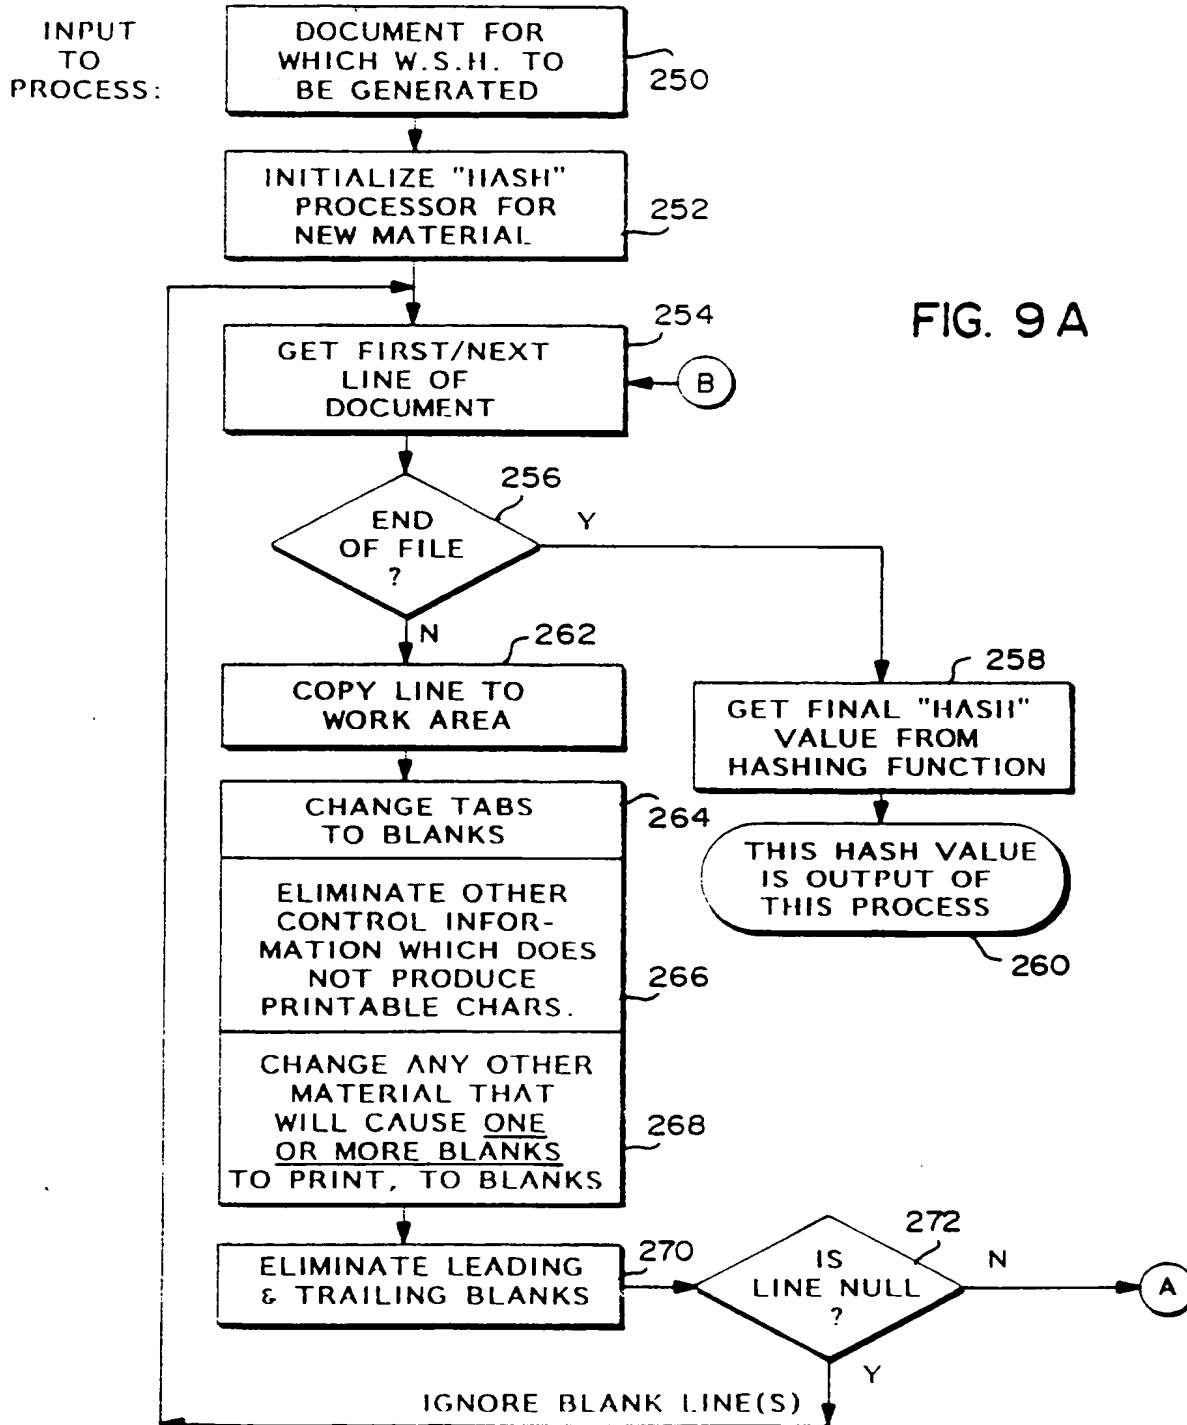 INPUT
TO
PROCESS:
DOCUMENT FOR
WHICH W.S.H. TO
BE GENERATED
250
INITIALIZE "HASH"
PROCESSOR FOR
NEW MATERIAL
252
FIG. 9A
254
GET FIRST/NEXT
LINE OF
DOCUMENT
B
256
END
OF FILE
?
Y
N
262
COPY LINE TO
WORK AREA
258
GET FINAL "HASH"
VALUE FROM
HASHING FUNCTION
CHANGE TABS
TO BLANKS
264
THIS HASH VALUE
IS OUTPUT OF
THIS PROCESS
260
ELIMINATE OTHER
CONTROL INFOR-
MATION WHICH DOES
NOT PRODUCE
PRINTABLE CHARS.
266
CHANGE ANY OTHER
MATERIAL THAT
WILL CAUSE ONE
OR MORE BLANKS
TO PRINT, TO BLANKS
268
ELIMINATE LEADING
& TRAILING BLANKS
270
272
IS
LINE NULL
?
N
A
Y
IGNORE BLANK LINE(S)